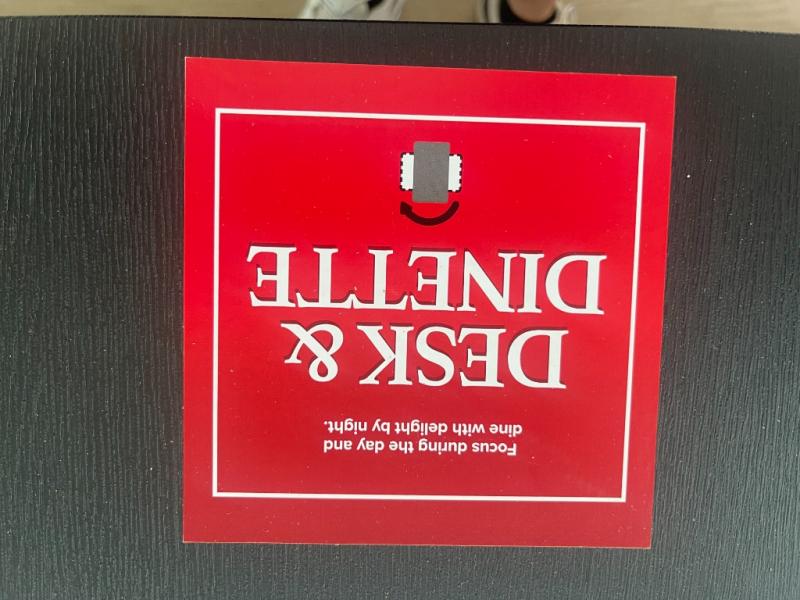 Focus during the day and
dine with delight by night.
DESK &
DINETTE